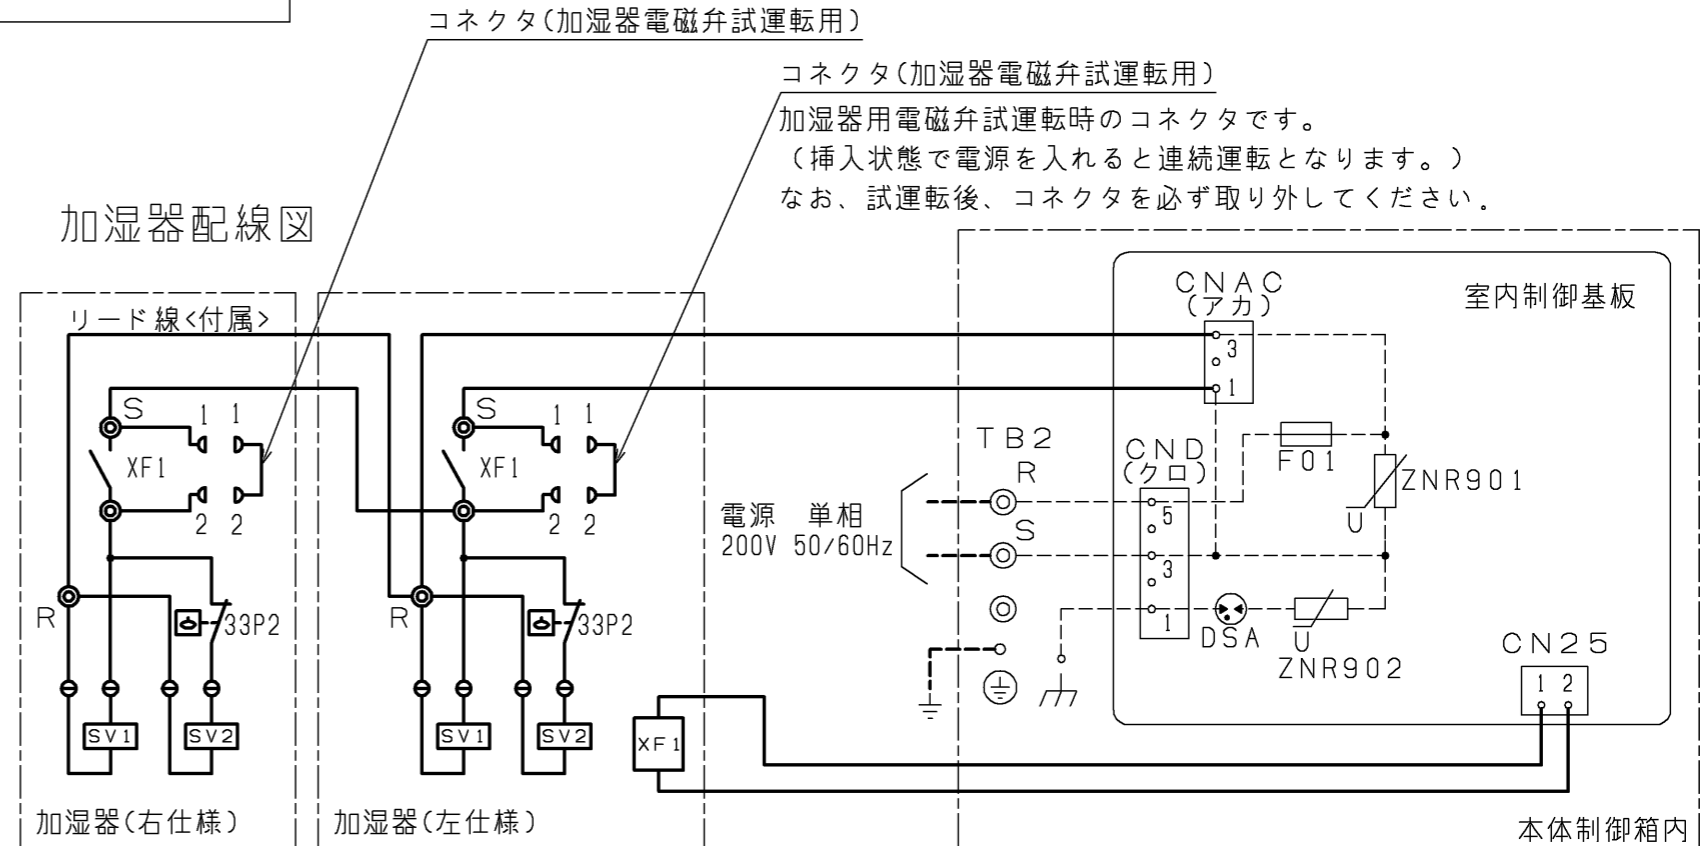 コネクタ(加湿器電磁弁試運転用)
コネクタ(加湿器電磁弁試運転用)
加湿器用電磁弁試運転時のコネクタです。
(挿入状態で電源を入れると連続運転となります。)
なお、試運転後、コネクタを必ず取り外してください。
加湿器配線図
リード線<付属>
S
1 1
XF1
2 2
R
33P2
SV1
SV2
加湿器(右仕様)
S
1 1
XF1
2 2
R
33P2
SV1
SV2
XF1
加湿器(左仕様)
電源 単相
200V 50/60Hz
TB2
R
S
CNAC
(アカ)
3
1
室内制御基板
CND
(クロ)
5
3
1
F01
ZNR901
U
DSA
U
ZNR902
CN25
1 2
本体制御箱内